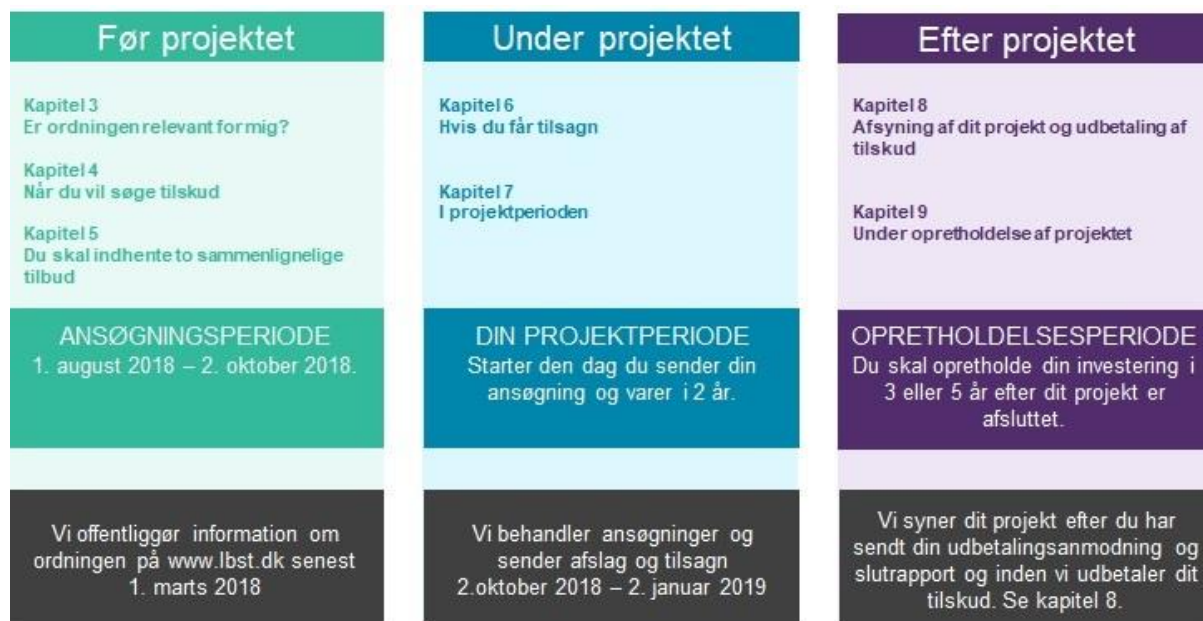 Før projektet
Kapitel 3
Er ordningen relevant for mig?
Kapitel 4
Når du vil søge tilskud
Kapitel 5
Du skal indhente to sammenlignelige
tilbud
ANSØGNINGSPERIODE
1. august 2018 – 2. oktober 2018.
Vi offentliggør information om
ordningen på www.lbst.dk senest
1. marts 2018
Under projektet
Kapitel 6
Hvis du får tilsagn
Kapitel 7
I projektperioden
DIN PROJEKTPERIODE
Starter den dag du sender din
ansøgning og varer i 2 år.
Vi behandler ansøgninger og
sender afslag og tilsagn
2.oktober 2018 – 2. januar 2019
Efter projektet
Kapitel 8
Afsyning af dit projekt og udbetaling af
tilskud
Kapitel 9
Under opretholdelse af projektet
OPRETHOLDELSESPERIODE
Du skal opretholde din investering i
3 eller 5 år efter dit projekt er
afsluttet.
Vi syner dit projekt efter du har
sendt din udbetalingsanmodning og
slutrapport og inden vi udbetaler dit
tilskud. Se kapitel 8.